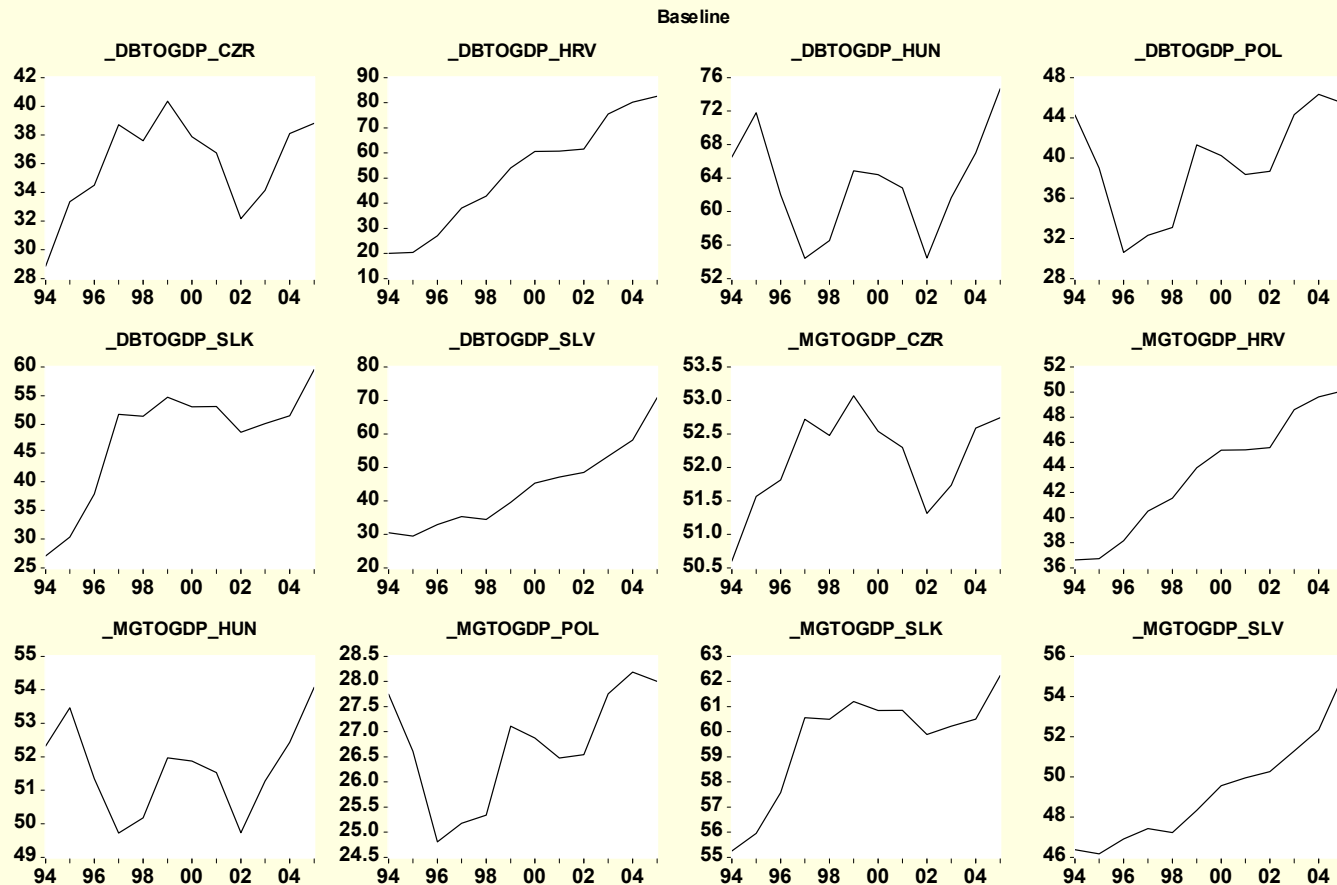 Baseline
_DBTOGDP_CZR _DBTOGDP_HRV _DBTOGDP_HUN _DBTOGDP_POL
42 90 76 48
40 80 72 44
38 70 68 40
36 60 64 36
34 50 60 32
32 40 56 28
30 30 52
28 20
10
94 96 98 00 02 04 94 96 98 00 02 04 94 96 98 00 02 04 94 96 98 00 02 04
_DBTOGDP_SLK _DBTOGDP_SLV _MGTOGDP_CZR _MGTOGDP_HRV
60 80 53.5 52
55 70 53.0 50
50 60 52.5 48
45 50 52.0 46
40 40 51.5 44
35 30 51.0 42
30 20 50.5 40
25 38
36
94 96 98 00 02 04 94 96 98 00 02 04 94 96 98 00 02 04 94 96 98 00 02 04
_MGTOGDP_HUN _MGTOGDP_POL _MGTOGDP_SLK _MGTOGDP_SLV
55 28.5 63 56
54 28.0 62 54
53 27.5 61 52
52 27.0 60 50
51 26.5 59 48
50 26.0 58 46
49 25.5 57
25.0 56
24.5 55
94 96 98 00 02 04 94 96 98 00 02 04 94 96 98 00 02 04 94 96 98 00 02 04